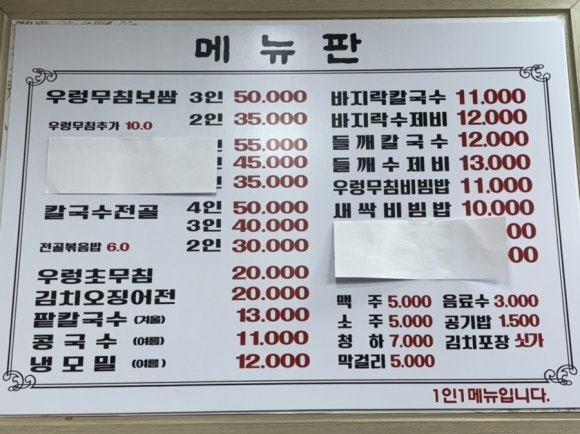 메뉴판
우렁무침보쌈 3인 50.000
2인 35.000
우렁무침추가 10.0
인 55.000
인 45.000
인 35.000
칼국수전골 4인 50.000
3인 40.000
전골볶음밥 6.0 2인 30.000
우렁초무침 20.000
김치오징어전 20.000
팥칼국수 (겨울) 13.000
콩국수 (여름) 11.000
냉모밀 (여름) 12.000
바지락칼국수 11.000
바지락수제비 12.000
들깨칼국수 12.000
들깨수제비 13.000
우렁무침비빔밥 11.000
새싹비빔밥 10.000
00
00
맥주 5.000 음료수 3.000
소주 5.000 공기밥 1.500
청하 7.000 김치포장 싯가
막걸리 5.000
1인1메뉴입니다.